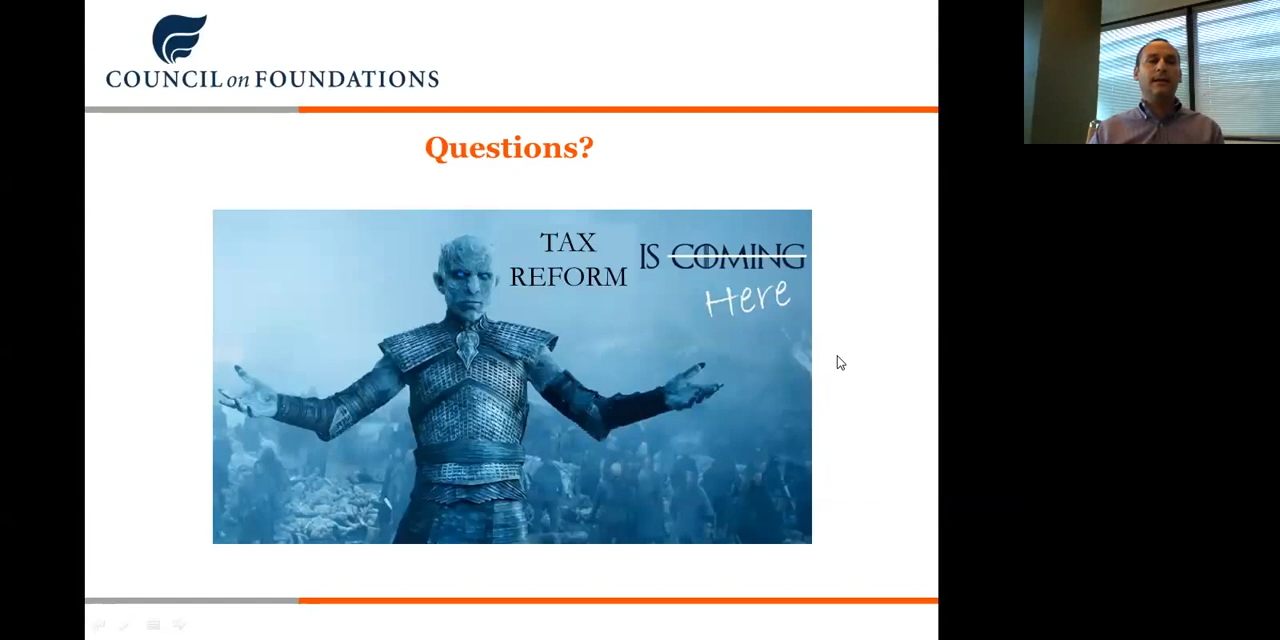 COUNCIL on FOUNDATIONS
Questions?
TAX
REFORM
IS COMING
Here